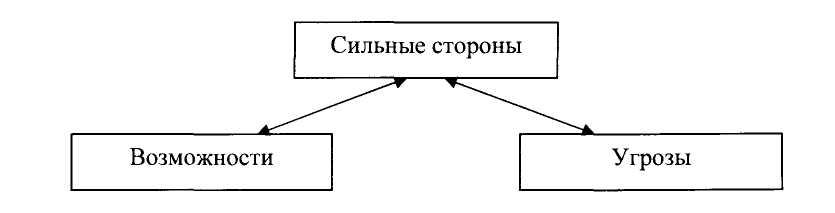 Сильные стороны
Возможности
Угрозы